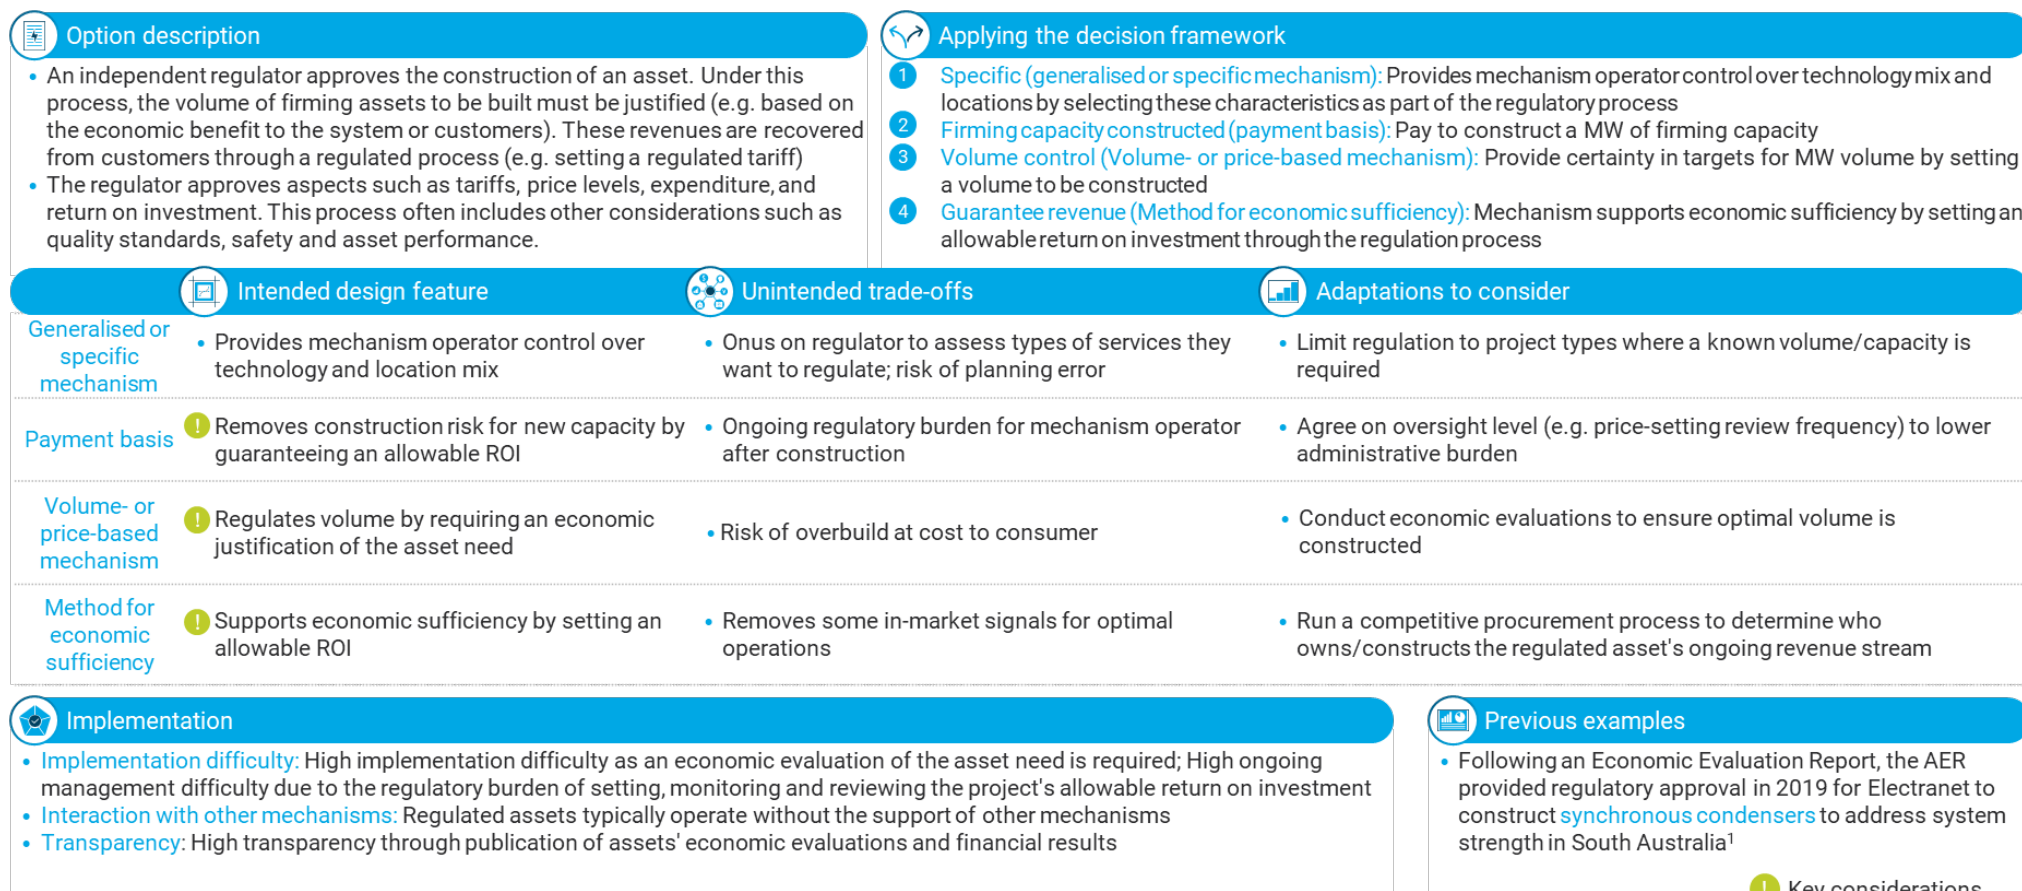 Option description
• An independent regulator approves the construction of an asset. Under this
process, the volume of firming assets to be built must be justified (e.g. based on
the economic benefit to the system or customers). These revenues are recovered
from customers through a regulated process (e.g. setting a regulated tariff)
• The regulator approves aspects such as tariffs, price levels, expenditure, and
return on investment. This process often includes other considerations such as
quality standards, safety and asset performance.
Applying the decision framework
1 Specific (generalised or specific mechanism): Provides mechanism operator control over technology mix and
locations by selecting these characteristics as part of the regulatory process
2 Firming capacity constructed (payment basis): Pay to construct a MW of firming capacity
3 Volume control (Volume- or price-based mechanism): Provide certainty in targets for MW volume by setting
a volume to be constructed
4 Guarantee revenue (Method for economic sufficiency): Mechanism supports economic sufficiency by setting an
allowable return on investment through the regulation process
Intended design feature
Unintended trade-offs
Adaptations to consider
Generalised or
specific
mechanism
• Provides mechanism operator control over
technology and location mix
• Onus on regulator to assess types of services they
want to regulate; risk of planning error
• Limit regulation to project types where a known volume/capacity is
required
Payment basis
! Removes construction risk for new capacity by
guaranteeing an allowable ROI
• Ongoing regulatory burden for mechanism operator
after construction
• Agree on oversight level (e.g. price-setting review frequency) to lower
administrative burden
Volume- or
price-based
mechanism
! Regulates volume by requiring an economic
justification of the asset need
• Risk of overbuild at cost to consumer
• Conduct economic evaluations to ensure optimal volume is
constructed
Method for
economic
sufficiency
! Supports economic sufficiency by setting an
allowable ROI
• Removes some in-market signals for optimal
operations
• Run a competitive procurement process to determine who
owns/constructs the regulated asset's ongoing revenue stream
Implementation
• Implementation difficulty: High implementation difficulty as an economic evaluation of the asset need is required; High ongoing
management difficulty due to the regulatory burden of setting, monitoring and reviewing the project's allowable return on investment
• Interaction with other mechanisms: Regulated assets typically operate without the support of other mechanisms
• Transparency: High transparency through publication of assets' economic evaluations and financial results
Previous examples
• Following an Economic Evaluation Report, the AER
provided regulatory approval in 2019 for Electranet to
construct synchronous condensers to address system
strength in South Australia¹
! Key considerations